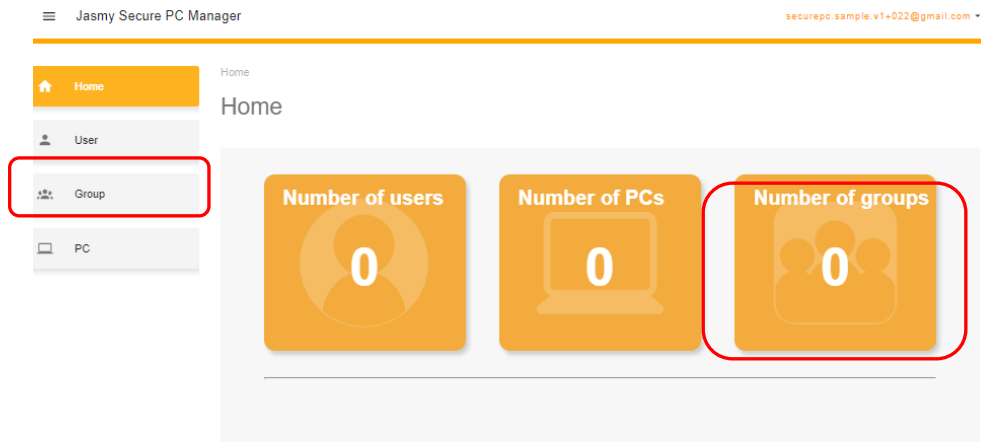 Jasmy Secure PC Manager
securepc.sample.v1+022@gmail.com
Home
User
Group
PC
Home
Home
Number of users
0
Number of PCs
0
Number of groups
0